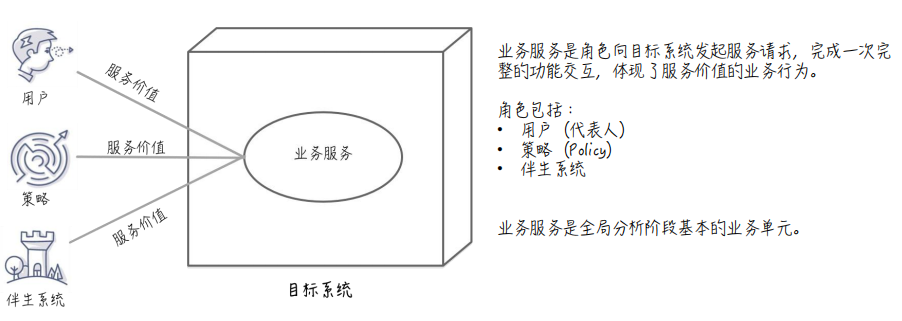 用户
服务价值
策略
服务价值
伴生系统
服务价值
业务服务
目标系统
业务服务是角色向目标系统发起服务请求，完成一次完
整的功能交互，体现了服务价值的业务行为。
角色包括：
• 用户（代表人）
• 策略（Policy)
• 伴生系统
业务服务是全局分析阶段基本的业务单元。